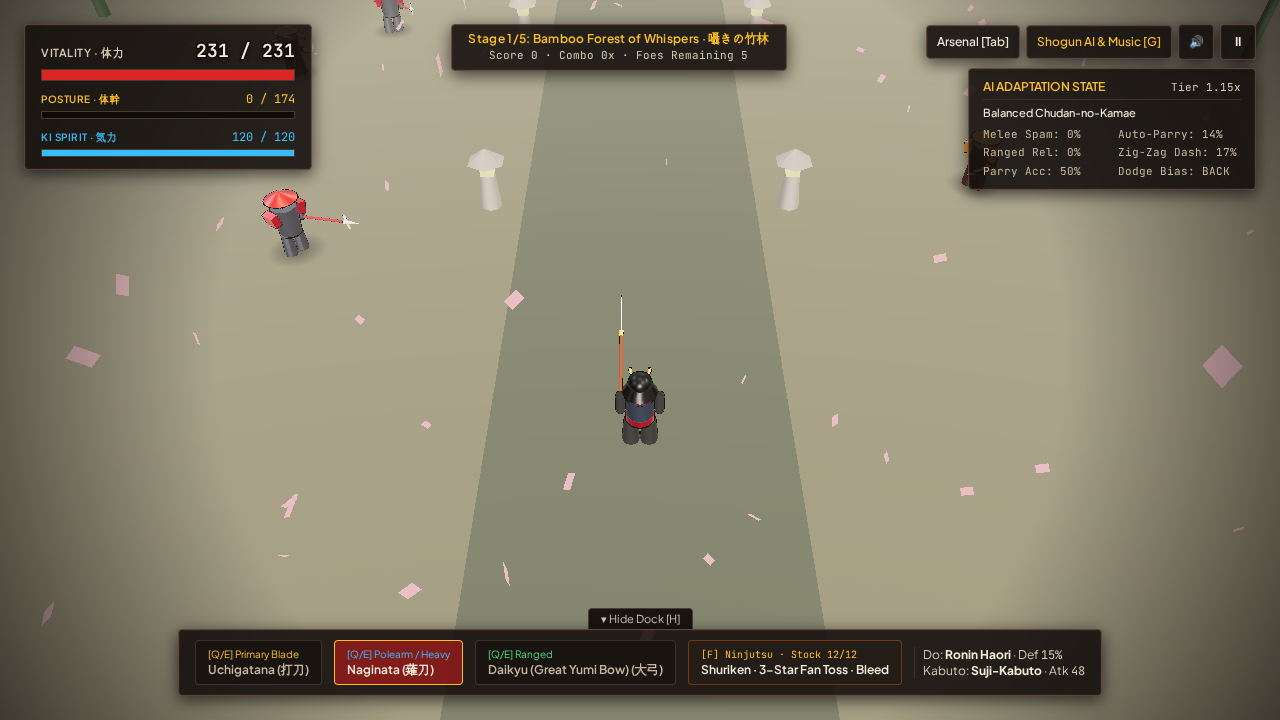 VITALITY · 体力 231 / 231
POSTURE · 体幹 0 / 174
KI SPIRIT · 気力 120 / 120
Stage 1/5: Bamboo Forest of Whispers · 囁きの竹林
Score 0 · Combo 0x · Foes Remaining 5
Arsenal [Tab]
Shogun AI & Music [G]
AI ADAPTATION STATE Tier 1.15x
Balanced Chudan-no-Kamae
Melee Spam: 0% Auto-Parry: 14%
Ranged Rel: 0% Zig-Zag Dash: 17%
Parry Acc: 50% Dodge Bias: BACK
▾ Hide Dock [H]
[Q/E] Primary Blade
Uchigatana (打刀)
[Q/E] Polearm / Heavy
Naginata (薙刀)
[Q/E] Ranged
Daikyu (Great Yumi Bow) (大弓)
[F] Ninjutsu · Stock 12/12
Shuriken · 3-Star Fan Toss · Bleed
Do: Ronin Haori · Def 15%
Kabuto: Suji-Kabuto · Atk 48